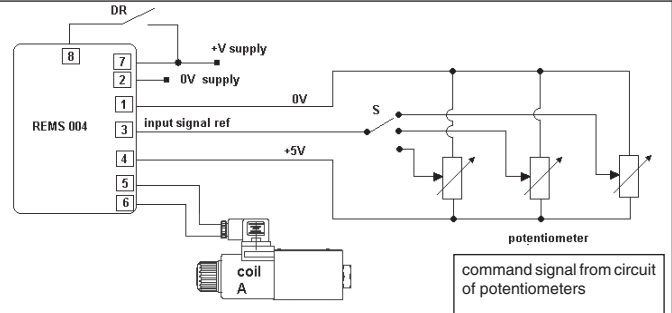 DR
8
7
+V supply
2
0V supply
1
0V
REMS 004
3
input signal ref
S
4
+5V
5
6
potentiometer
coil
A
command signal from circuit
of potentiometers